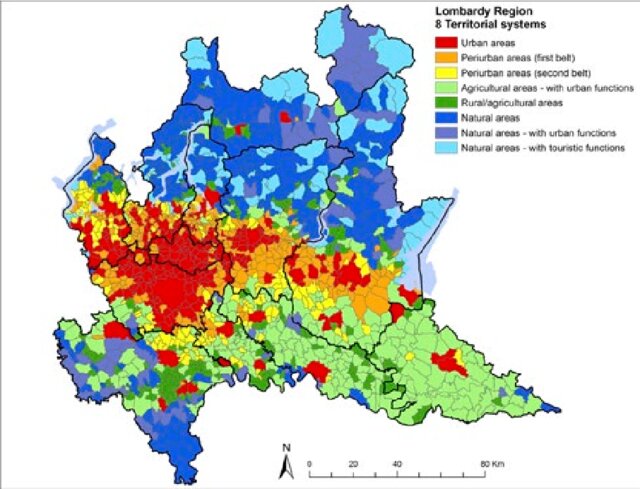 Lombardy Region
8 Territorial systems
Urban areas
Periurban areas (first belt)
Periurban areas (second belt)
Agricultural areas - with urban functions
Rural/agricultural areas
Natural areas
Natural areas - with urban functions
Natural areas - with touristic functions
N
0 20 40 80 Km